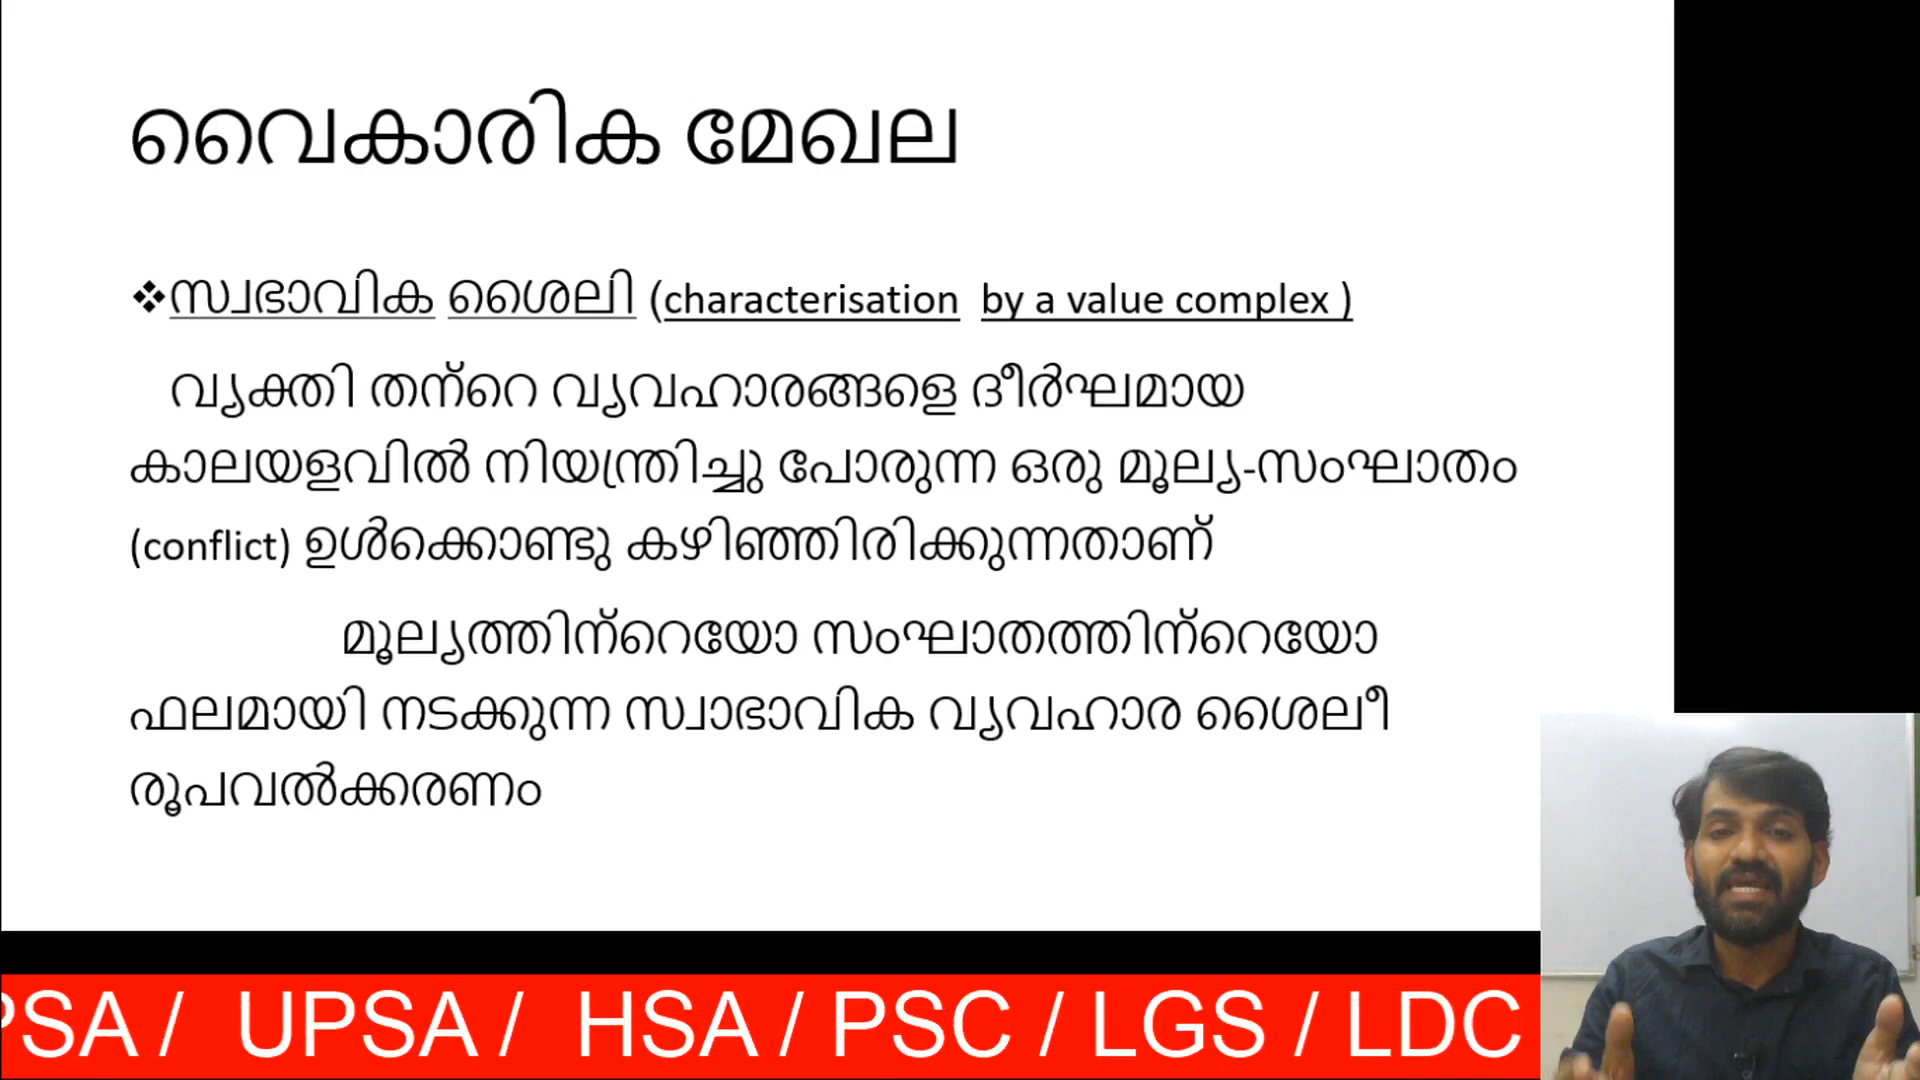 വൈകാരിക മേഖല
❖സ്വഭാവിക ശൈലി (characterisation by a value complex )
വ്യക്തി തന്റെ വ്യവഹാരങ്ങളെ ദീർഘമായ
കാലയളവിൽ നിയന്ത്രിച്ചു പോരുന്ന ഒരു മൂല്യ-സംഘാതം
(conflict) ഉൾക്കൊണ്ടു കഴിഞ്ഞിരിക്കുന്നതാണ്
മൂല്യത്തിന്റെയോ സംഘാതത്തിന്റെയോ
ഫലമായി നടക്കുന്ന സ്വാഭാവിക വ്യവഹാര ശൈലീ
രൂപവൽക്കരണം
PSA / UPSA / HSA / PSC / LGS / LDC